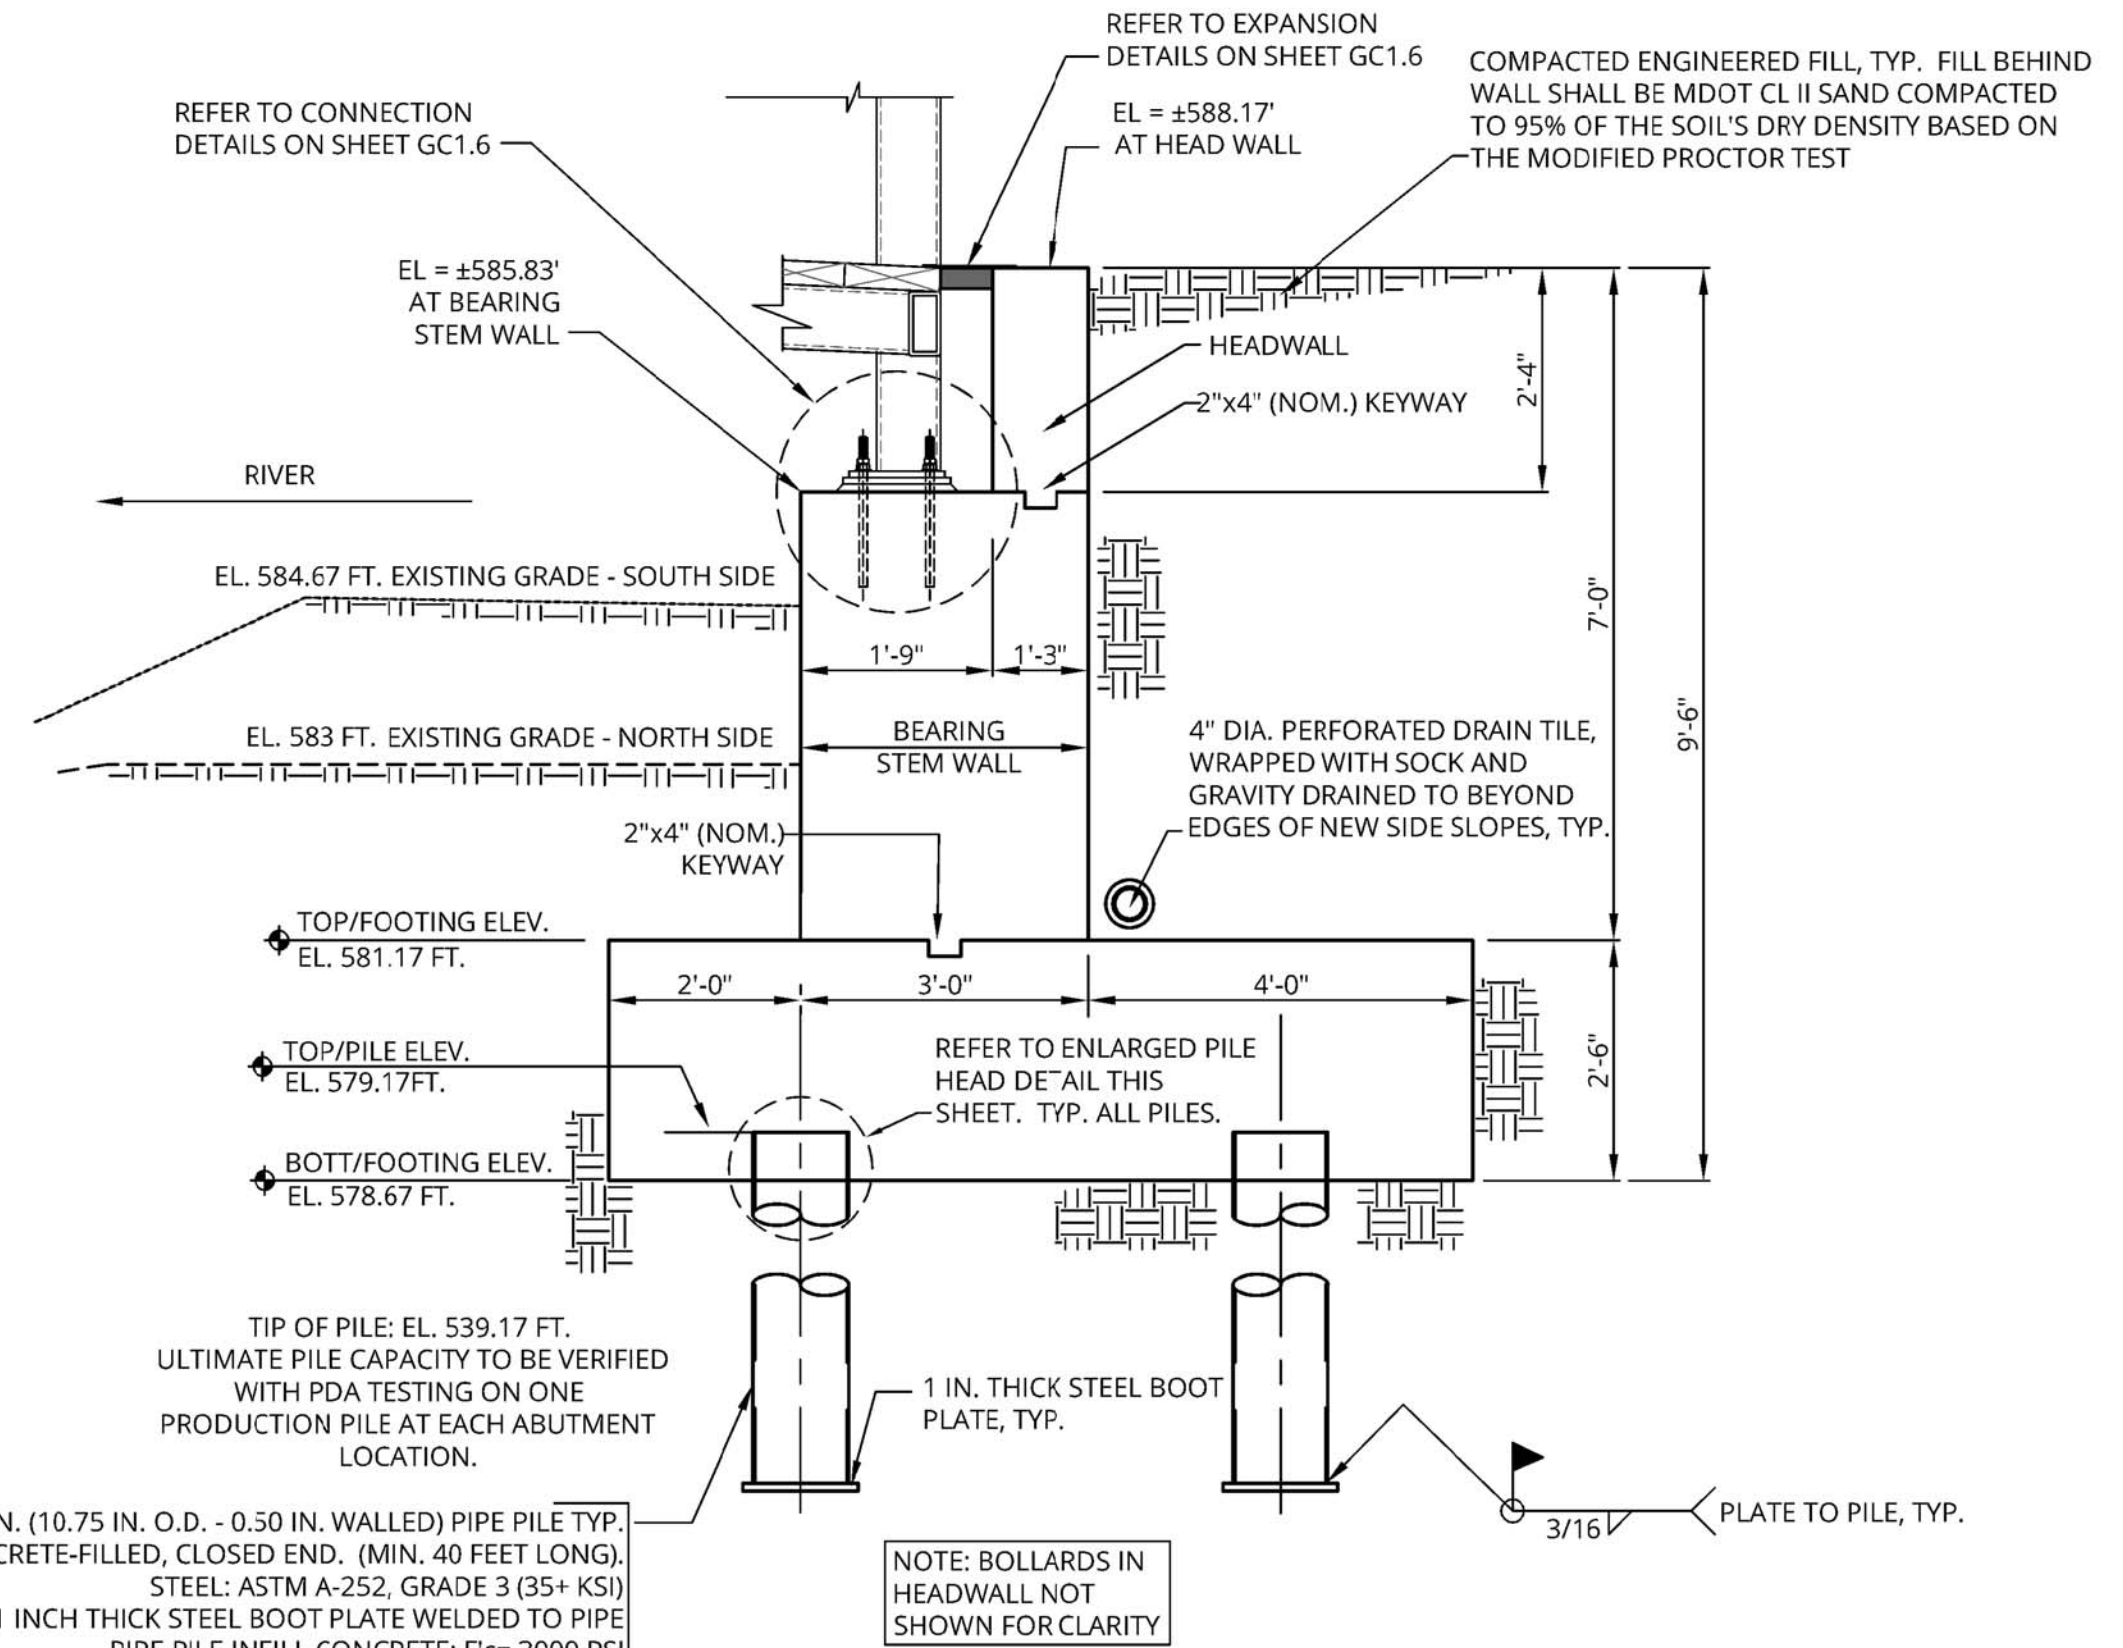 REFER TO EXPANSION
DETAILS ON SHEET GC1.6
COMPACTED ENGINEERED FILL, TYP. FILL BEHIND
WALL SHALL BE MDOT CL II SAND COMPACTED
TO 95% OF THE SOIL'S DRY DENSITY BASED ON
THE MODIFIED PROCTOR TEST
REFER TO CONNECTION
DETAILS ON SHEET GC1.6
EL = ±588.17'
AT HEAD WALL
EL = ±585.83'
AT BEARING
STEM WALL
HEADWALL
2'-4"
2"x4" (NOM.) KEYWAY
RIVER
EL. 584.67 FT. EXISTING GRADE - SOUTH SIDE
7'-0"
1'-9"
1'-3"
9'-6"
EL. 583 FT. EXISTING GRADE - NORTH SIDE
BEARING
STEM WALL
4" DIA. PERFORATED DRAIN TILE,
WRAPPED WITH SOCK AND
GRAVITY DRAINED TO BEYOND
EDGES OF NEW SIDE SLOPES, TYP.
2"x4" (NOM.)
KEYWAY
TOP/FOOTING ELEV.
EL. 581.17 FT.
2'-0"
3'-0"
4'-0"
TOP/PILE ELEV.
EL. 579.17FT.
REFER TO ENLARGED PILE
HEAD DETAIL THIS
SHEET. TYP. ALL PILES.
2'-6"
BOTT/FOOTING ELEV.
EL. 578.67 FT.
TIP OF PILE: EL. 539.17 FT.
ULTIMATE PILE CAPACITY TO BE VERIFIED
WITH PDA TESTING ON ONE
PRODUCTION PILE AT EACH ABUTMENT
LOCATION.
1 IN. THICK STEEL BOOT
PLATE, TYP.
N. (10.75 IN. O.D. - 0.50 IN. WALLED) PIPE PILE TYP.
CRETE-FILLED, CLOSED END. (MIN. 40 FEET LONG).
STEEL: ASTM A-252, GRADE 3 (35+ KSI)
INCH THICK STEEL BOOT PLATE WELDED TO PIPE
PIPE PILE INFILL CONCRETE: F'c= 3000 PSI
3/16
PLATE TO PILE, TYP.
NOTE: BOLLARDS IN
HEADWALL NOT
SHOWN FOR CLARITY